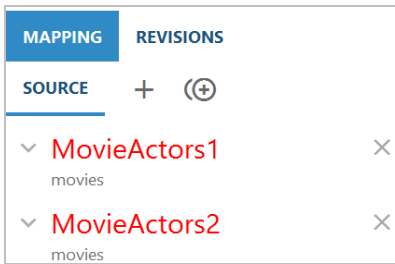 MAPPING REVISIONS
SOURCE
MovieActors1
movies
MovieActors2
movies